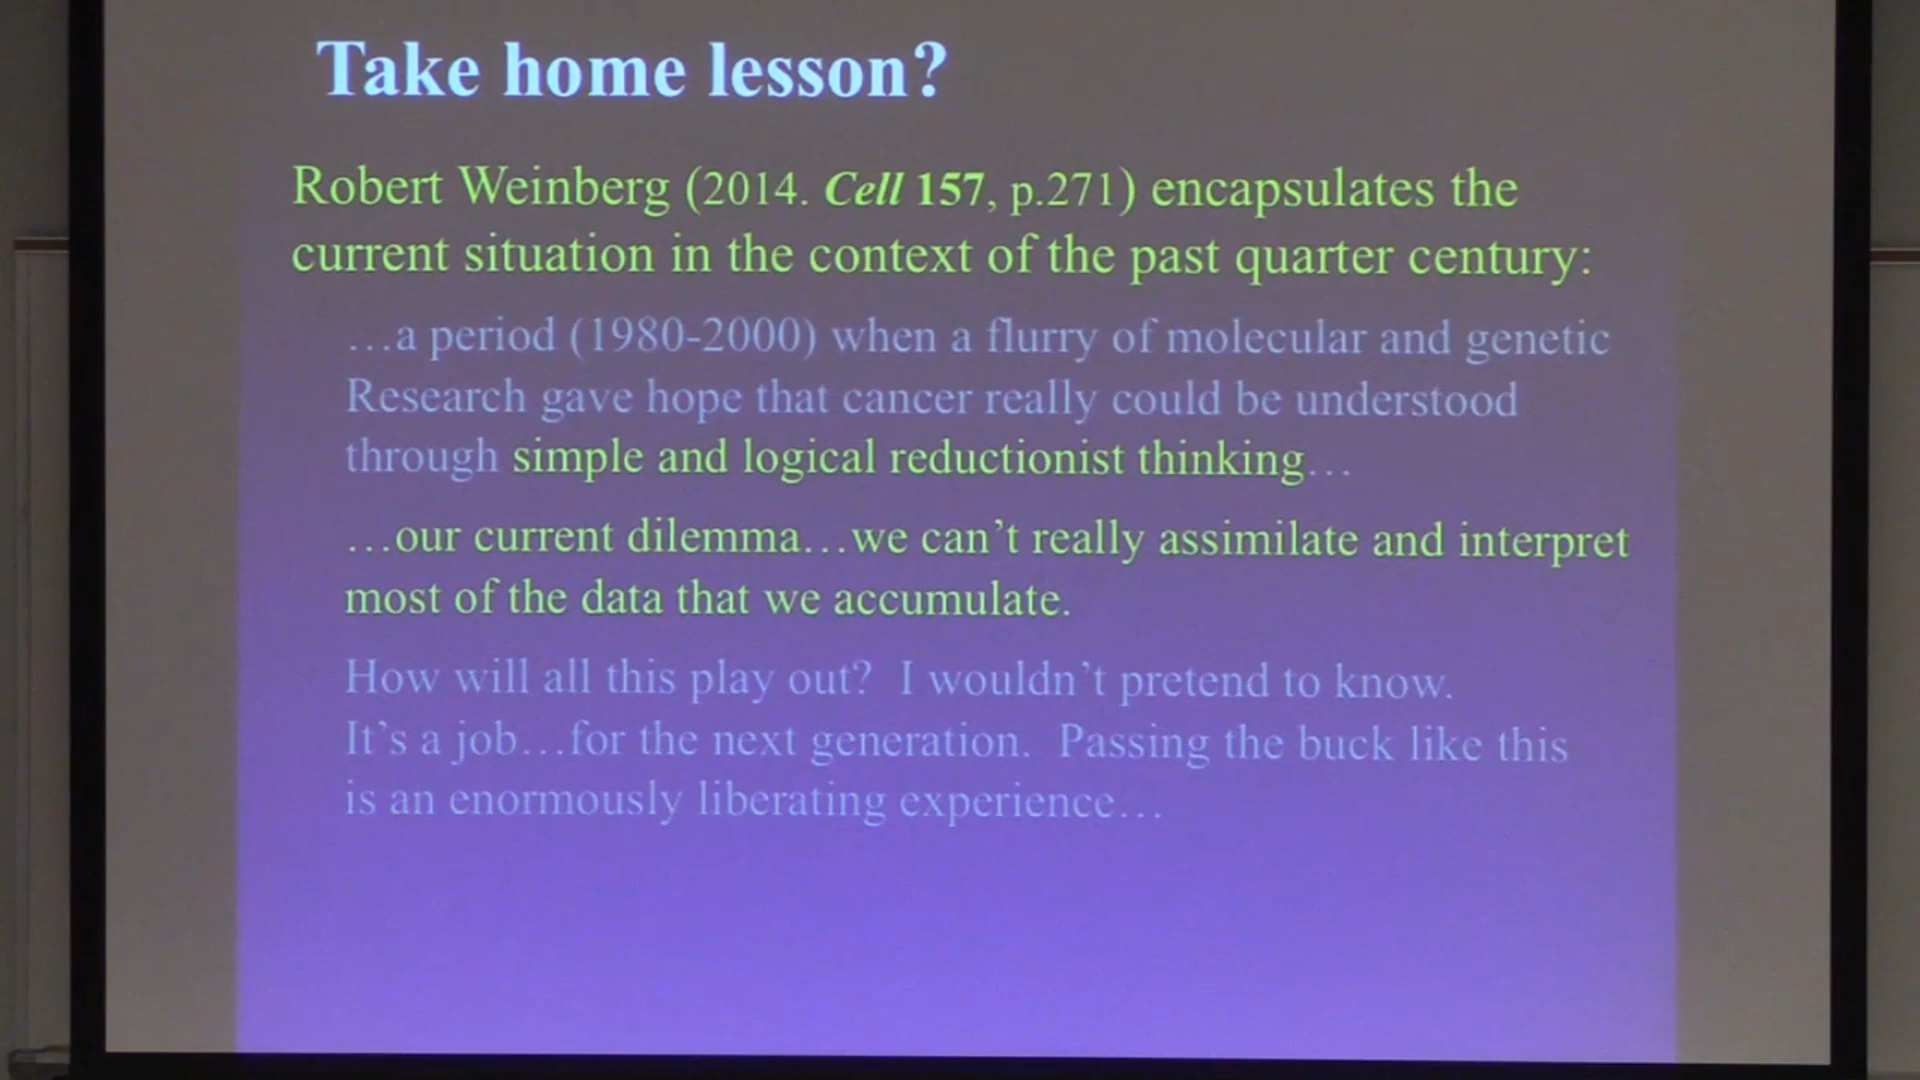 Take home lesson?
Robert Weinberg (2014. Cell 157, p.271) encapsulates the
current situation in the context of the past quarter century:
…a period (1980-2000) when a flurry of molecular and genetic
Research gave hope that cancer really could be understood
through simple and logical reductionist thinking…
…our current dilemma…we can’t really assimilate and interpret
most of the data that we accumulate.
How will all this play out?  I wouldn’t pretend to know.
It’s a job…for the next generation.  Passing the buck like this
is an enormously liberating experience…